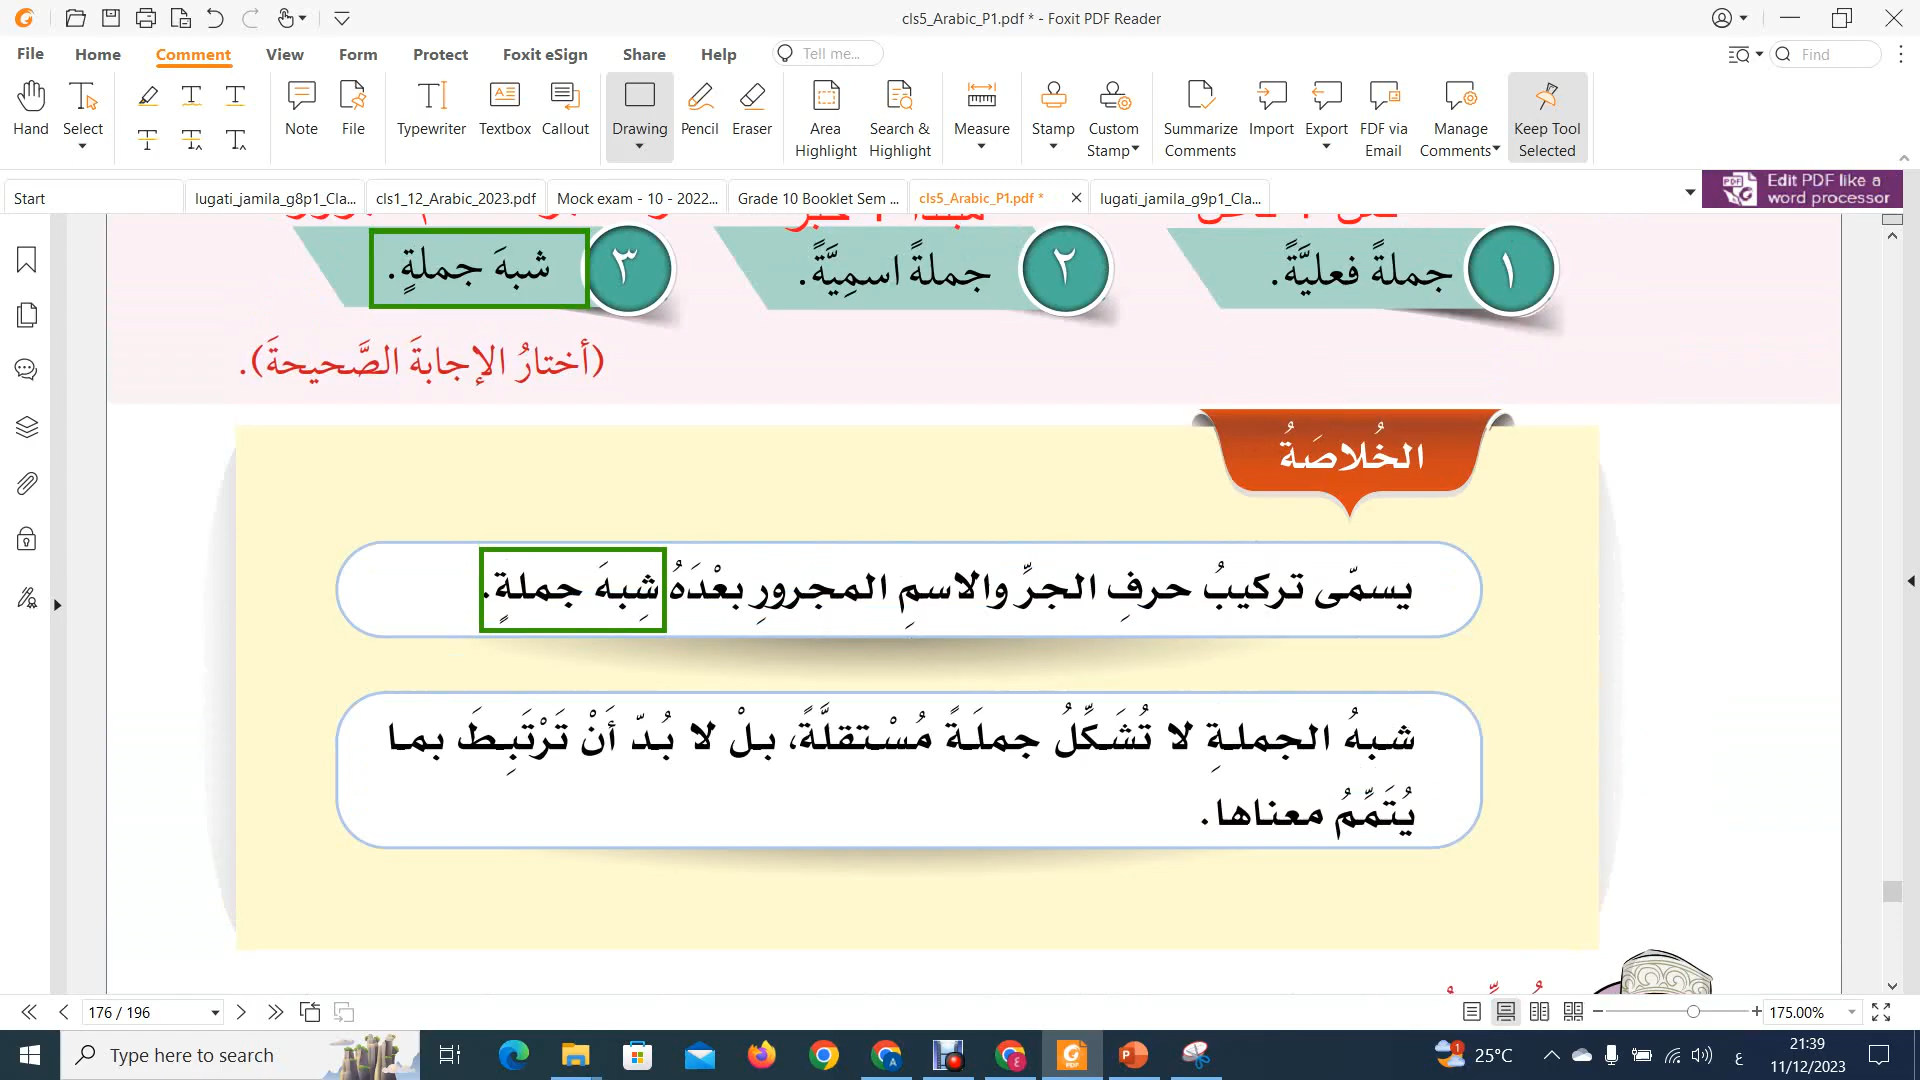 cls5_Arabic_P1.pdf * - Foxit PDF Reader
File Home Comment View Form Protect Foxit eSign Share Help Tell me... Find
Hand Select Note File Typewriter Textbox Callout Drawing Pencil Eraser Area Highlight Search & Highlight Measure Stamp Custom Stamp Summarize Comments Import Export FDF via Email Manage Comments Keep Tool Selected
Start lugati_jamila_g8p1_Cla... cls1_12_Arabic_2023.pdf Mock exam - 10 - 2022... Grade 10 Booklet Sem ... cls5_Arabic_P1.pdf * lugati_jamila_g9p1_Cla... Edit PDF like a word processor
١ جملةً فعليَّةً. ٢ جملةً اسمِيَّةً. ٣ شبهَ جملةٍ.
(أختارُ الإجابةَ الصَّحيحةَ).
الخُلاصَةُ
يسمّى تركيبُ حرفِ الجرِّ والاسمِ المجرورِ بعْدَهُ شِبهَ جملةٍ.
شبهُ الجملةِ لا تُشَكِّلُ جملَةً مُسْتقلَّةً، بلْ لا بُدّ أَنْ تَرْتَبِطَ بما
يُتَمِّمُ معناها.
176 / 196 175.00%
Type here to search 25°C ع 21:39
11/12/2023